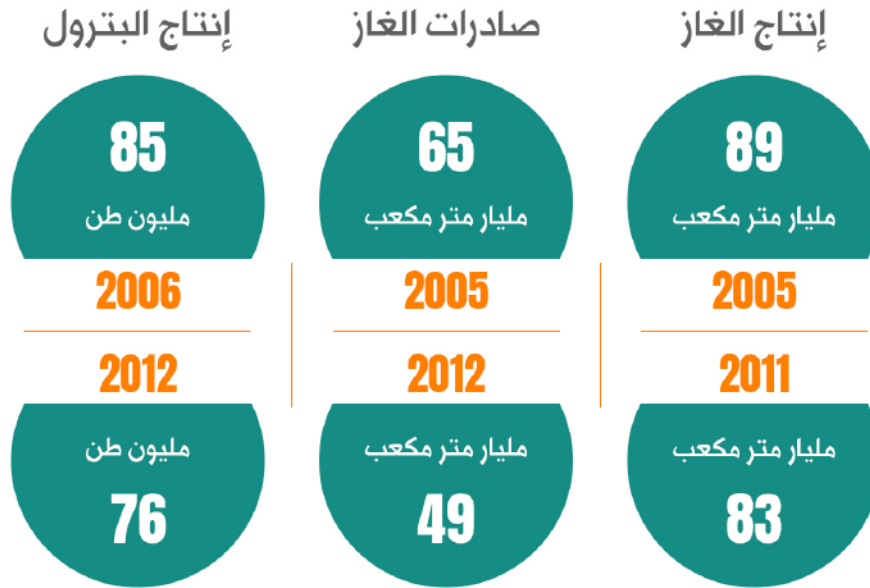 إنتاج الغاز
89
مليار متر مكعب
2005
2011
مليار متر مكعب
83
صادرات الغاز
65
مليار متر مكعب
2005
2012
مليار متر مكعب
49
إنتاج البترول
85
مليون طن
2006
2012
مليون طن
76